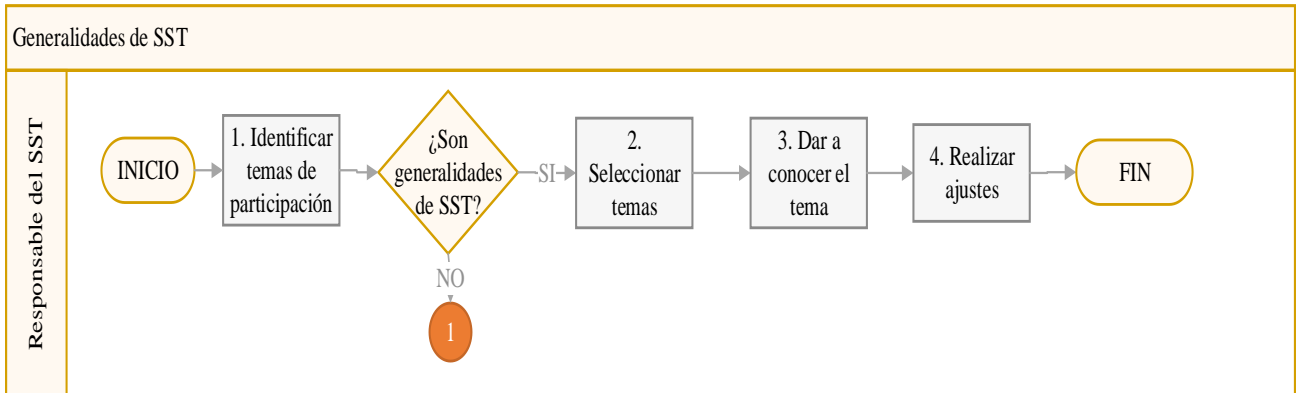 Generalidades de SST
Responsable del SST
INICIO
1. Identificar
temas de
participación
¿Son
generalidades
de SST?
SI
2.
Seleccionar
temas
3. Dar a
conocer el
tema
4. Realizar
ajustes
FIN
NO
1